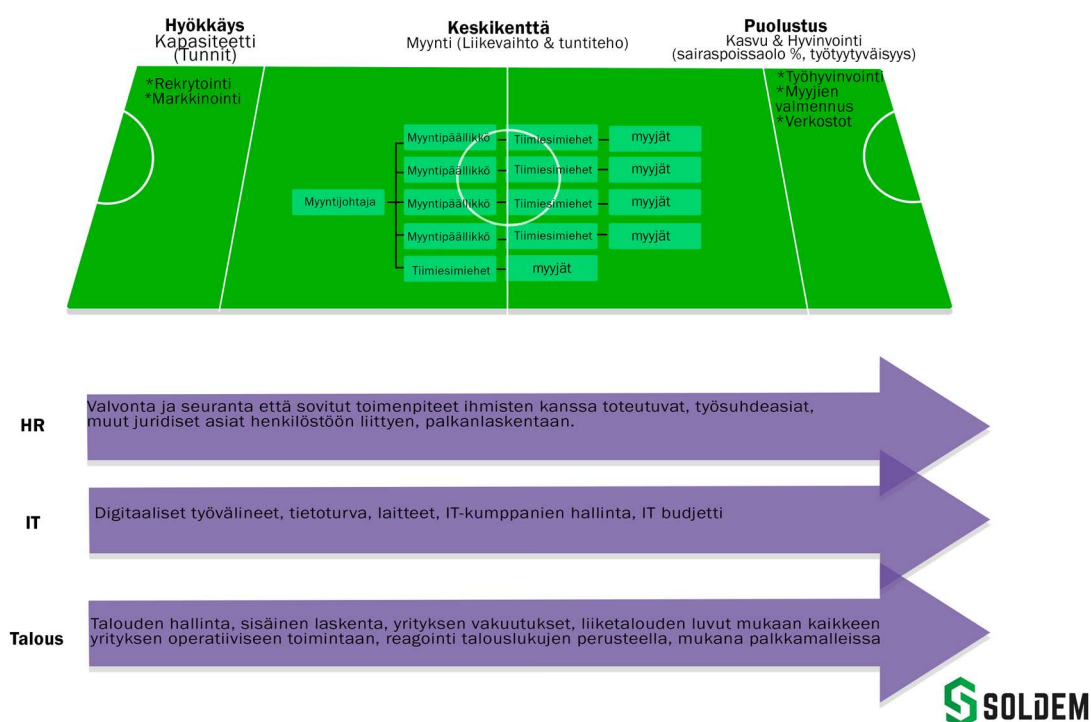 Hyökkäys
Kapasiteetti
(Tunnit)
Keskikenttä
Myynti (Liikevaihto & tuntiteho)
Puolustus
Kasvu & Hyvinvointi
(sairaspoissaolo %, työtyytyväisyys)
*Rekrytointi
*Markkinointi
*Työhyvinvointi
*Myyjien
valmennus
*Verkostot
Myyntijohtaja
Myyntipäällikkö Tiimiesimiehet myyjät
Myyntipäällikkö Tiimiesimiehet myyjät
Myyntipäällikkö Tiimiesimiehet myyjät
Myyntipäällikkö Tiimiesimiehet myyjät
Tiimiesimiehet myyjät
HR
Valvonta ja seuranta että sovitut toimenpiteet ihmisten kanssa toteutuvat, työsuhdeasiat,
muut juridiset asiat henkilöstöön liittyen, palkanlaskentaan.
IT
Digitaaliset työvälineet, tietoturva, laitteet, IT-kumppanien hallinta, IT budjetti
Talous
Talouden hallinta, sisäinen laskenta, yrityksen vakuutukset, liiketalouden luvut mukaan kaikkeen
yrityksen operatiiviseen toimintaan, reagointi talouslukujen perusteella, mukana palkkamalleissa
SOLDEM